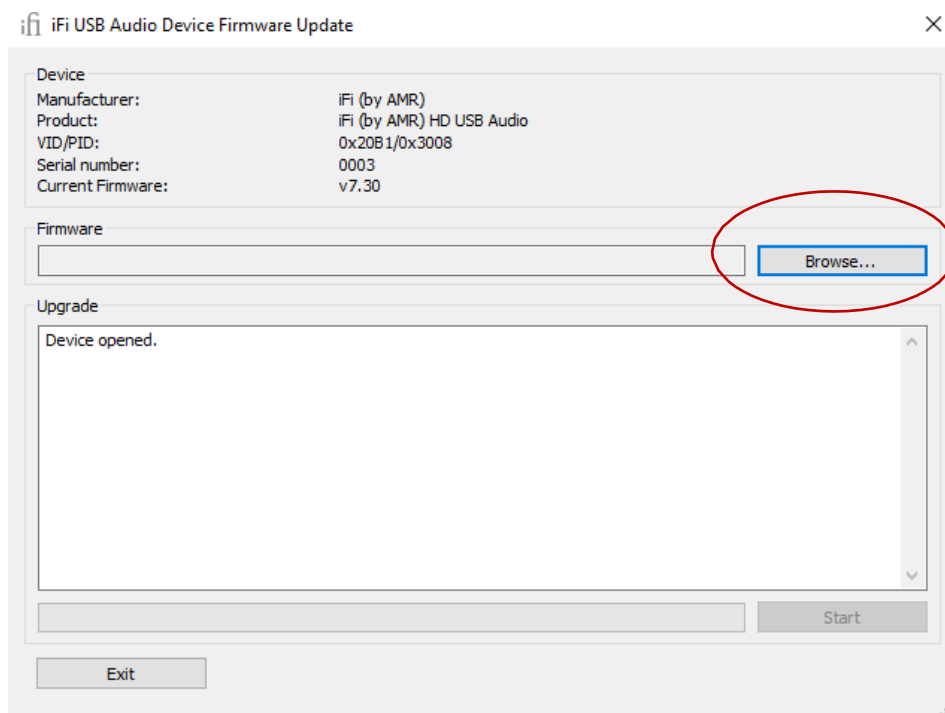 ifi iFi USB Audio Device Firmware Update
Device
Manufacturer: iFi (by AMR)
Product: iFi (by AMR) HD USB Audio
VID/PID: 0x20B1/0x3008
Serial number: 0003
Current Firmware: v7.30
Firmware
Browse...
Upgrade
Device opened.
Start
Exit